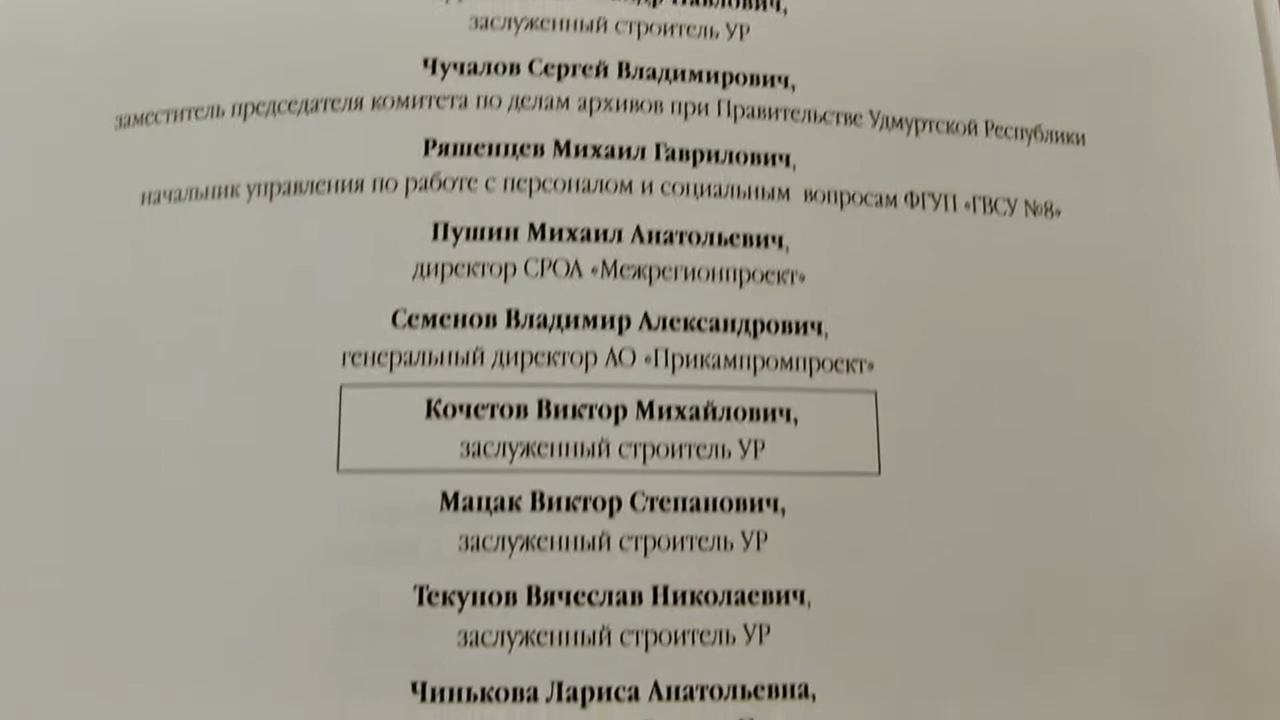 заслуженный строитель УР
Чучалов Сергей Владимирович,
заместитель председателя комитета по делам архивов при Правительстве Удмуртской Республики
Ряшенцев Михаил Гаврилович,
начальник управления по работе с персоналом и социальным вопросам ФГУП «ГВСУ №8»
Пушин Михаил Анатольевич,
директор СРОА «Межрегионпроект»
Семенов Владимир Александрович,
генеральный директор АО «Прикампромпроект»
Кочетов Виктор Михайлович,
заслуженный строитель УР
Мацак Виктор Степанович,
заслуженный строитель УР
Текунов Вячеслав Николаевич,
заслуженный строитель УР
Чинькова Лариса Анатольевна,